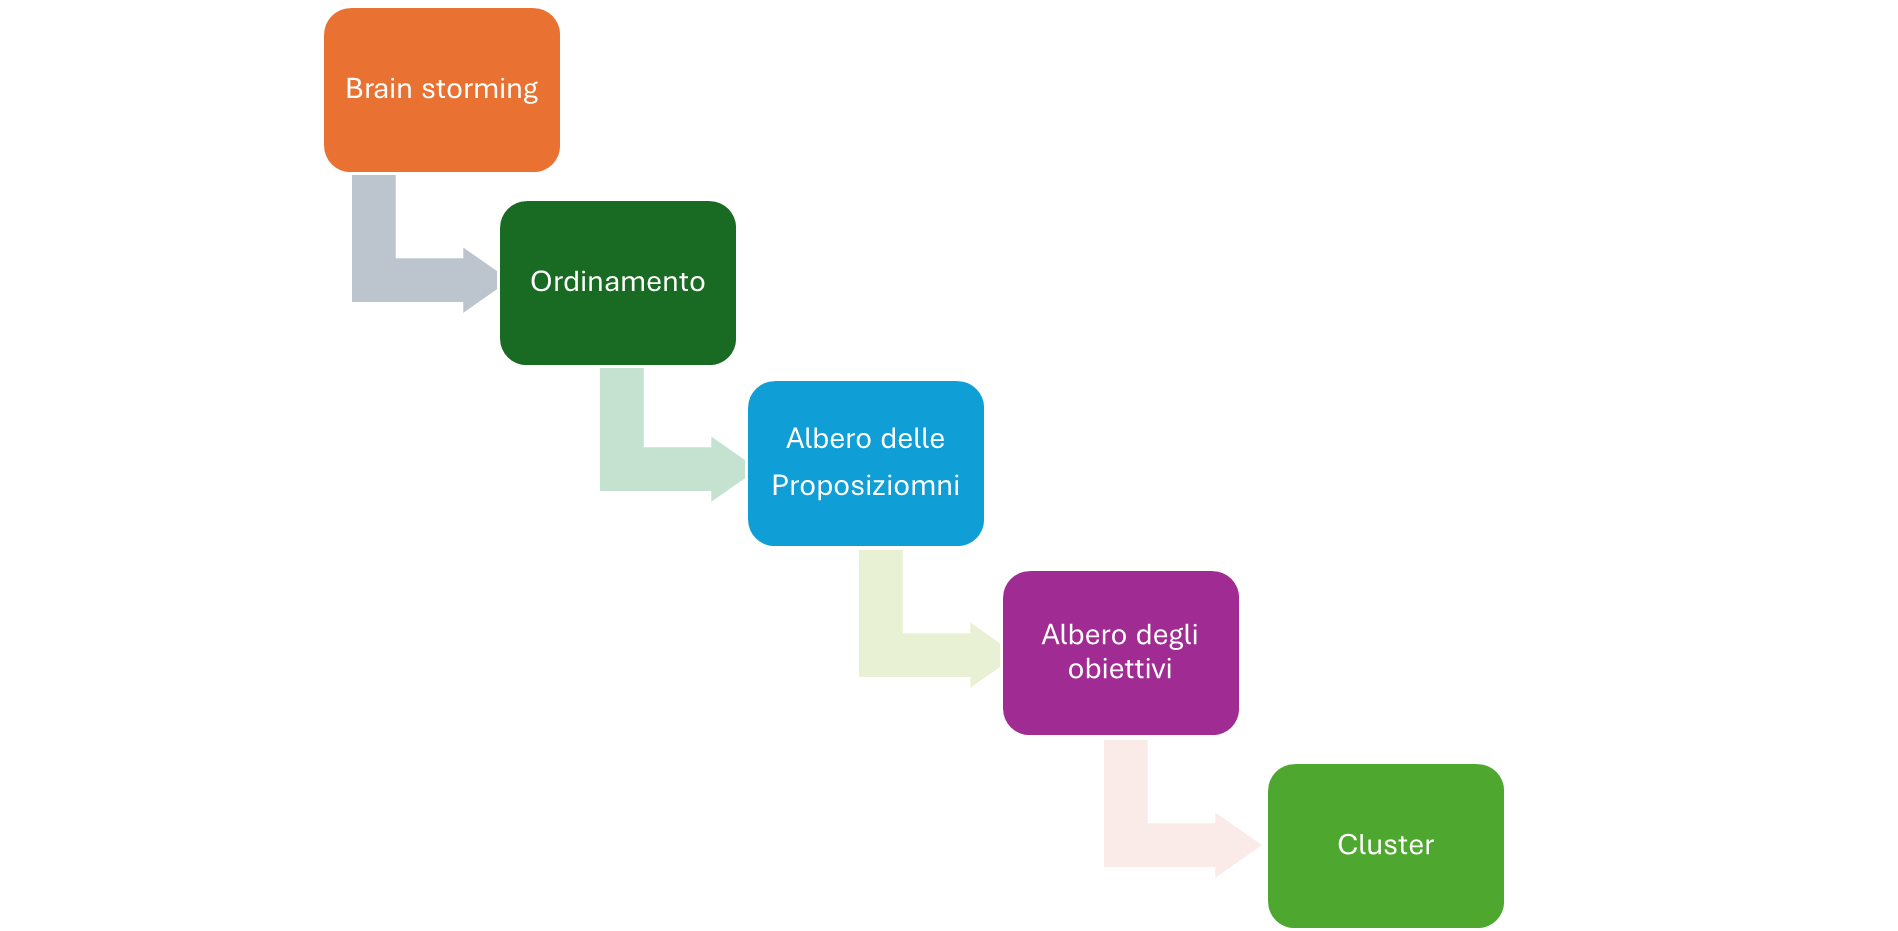 Brain storming
Ordinamento
Albero delle
Proposiziomni
Albero degli
obiettivi
Cluster